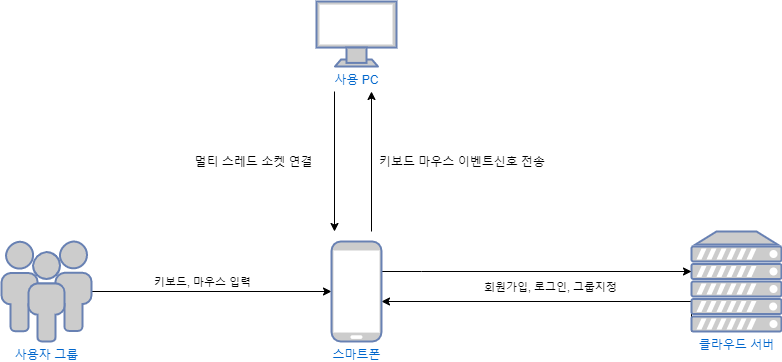 사용 PC
멀티 스레드 소켓 연결
키보드 마우스 이벤트신호 전송
키보드, 마우스 입력
회원가입, 로그인, 그룹지정
사용자 그룹
스마트폰
클라우드 서버